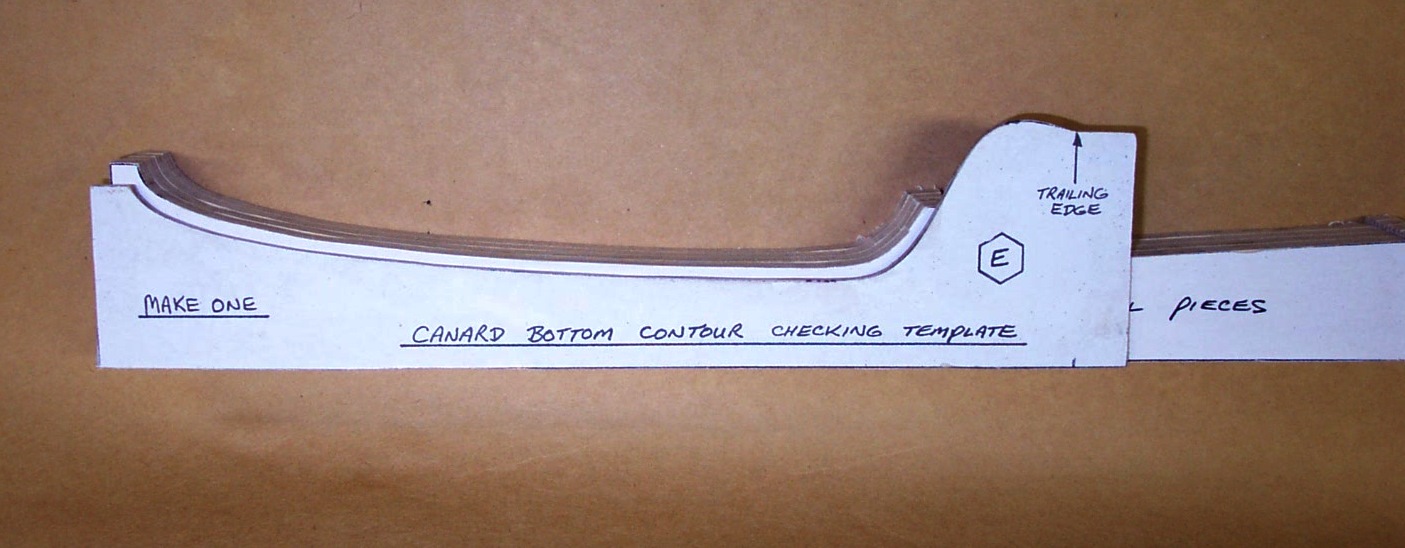 TRAILING
EDGE
E
MAKE ONE
L PIECES
CANARD BOTTOM CONTOUR CHECKING TEMPLATE